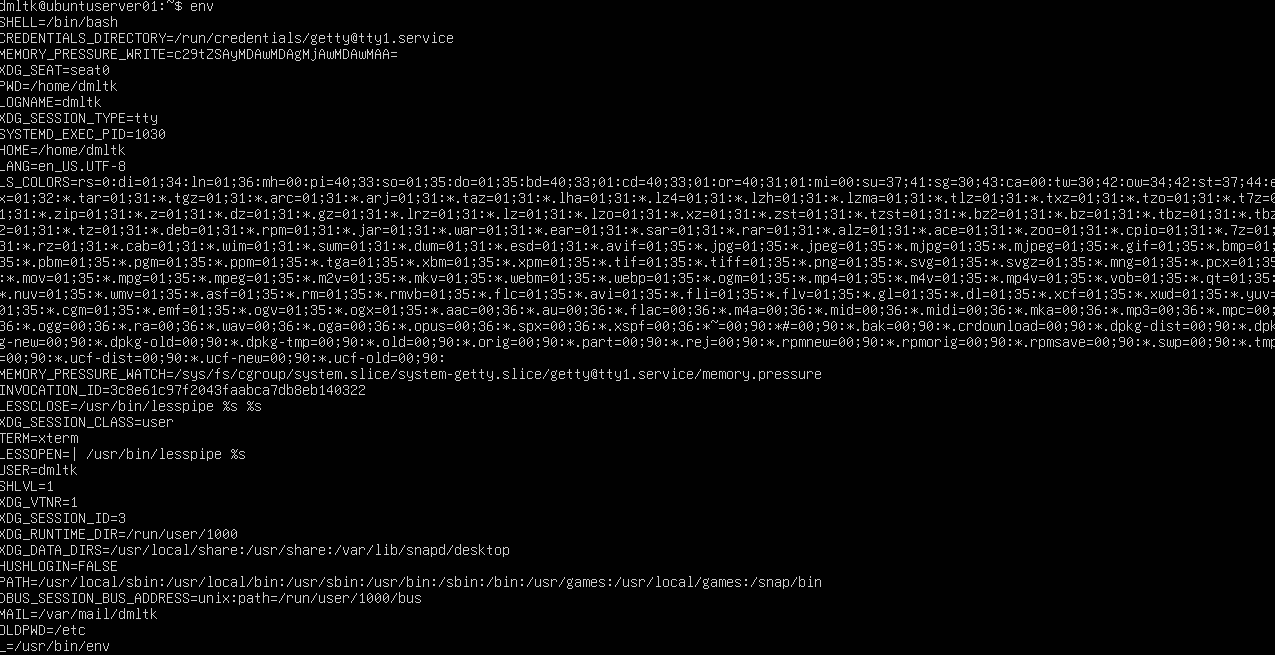 dmltk@ubuntuserver01:~$ env
SHELL=/bin/bash
CREDENTIALS_DIRECTORY=/run/credentials/getty@tty1.service
MEMORY_PRESSURE_WRITE=c29tZSAyMDAwMDAgMjAwMDAwMAA=
XDG_SEAT=seat0
PWD=/home/dmltk
LOGNAME=dmltk
XDG_SESSION_TYPE=tty
SYSTEMD_EXEC_PID=1030
HOME=/home/dmltk
LANG=en_US.UTF-8
LS_COLORS=rs=0:di=01;34:ln=01;36:mh=00:pi=40;33:so=01;35:do=01;35:bd=40;33;01:cd=40;33;01:or=40;31;01:mi=00:su=37;41:sg=30;43:ca=00:tw=30;42:ow=34;42:st=37;44:e
x=01;32:*.tar=01;31:*.tgz=01;31:*.arc=01;31:*.arj=01;31:*.taz=01;31:*.lha=01;31:*.lz4=01;31:*.lzh=01;31:*.lzma=01;31:*.tlz=01;31:*.txz=01;31:*.tzo=01;31:*.t7z=0
1;31:*.zip=01;31:*.z=01;31:*.dz=01;31:*.gz=01;31:*.lrz=01;31:*.lz=01;31:*.lzo=01;31:*.xz=01;31:*.zst=01;31:*.tzst=01;31:*.bz2=01;31:*.bz=01;31:*.tbz=01;31:*.tbz
2=01;31:*.tz=01;31:*.deb=01;31:*.rpm=01;31:*.jar=01;31:*.war=01;31:*.ear=01;31:*.sar=01;31:*.rar=01;31:*.alz=01;31:*.ace=01;31:*.zoo=01;31:*.cpio=01;31:*.7z=01;
31:*.rz=01;31:*.cab=01;31:*.wim=01;31:*.swm=01;31:*.dwm=01;31:*.esd=01;31:*.avif=01;35:*.jpg=01;35:*.jpeg=01;35:*.mjpg=01;35:*.mjpeg=01;35:*.gif=01;35:*.bmp=01;
35:*.pbm=01;35:*.pgm=01;35:*.ppm=01;35:*.tga=01;35:*.xbm=01;35:*.xpm=01;35:*.tif=01;35:*.tiff=01;35:*.png=01;35:*.svg=01;35:*.svgz=01;35:*.mng=01;35:*.pcx=01;35
:*.mov=01;35:*.mpg=01;35:*.mpeg=01;35:*.m2v=01;35:*.mkv=01;35:*.webm=01;35:*.webp=01;35:*.ogm=01;35:*.mp4=01;35:*.m4v=01;35:*.mp4v=01;35:*.vob=01;35:*.qt=01;35:
*.nuv=01;35:*.wmv=01;35:*.asf=01;35:*.rm=01;35:*.rmvb=01;35:*.flc=01;35:*.avi=01;35:*.fli=01;35:*.flv=01;35:*.gl=01;35:*.dl=01;35:*.xcf=01;35:*.xwd=01;35:*.yuv=
01;35:*.cgm=01;35:*.emf=01;35:*.ogv=01;35:*.ogx=01;35:*.aac=00;36:*.au=00;36:*.flac=00;36:*.m4a=00;36:*.mid=00;36:*.midi=00;36:*.mka=00;36:*.mp3=00;36:*.mpc=00;
36:*.ogg=00;36:*.ra=00;36:*.wav=00;36:*.oga=00;36:*.opus=00;36:*.spx=00;36:*.xspf=00;36:*~=00;90:*#=00;90:*.bak=00;90:*.crdownload=00;90:*.dpkg-dist=00;90:*.dpk
g-new=00;90:*.dpkg-old=00;90:*.dpkg-tmp=00;90:*.old=00;90:*.orig=00;90:*.part=00;90:*.rej=00;90:*.rpmnew=00;90:*.rpmorig=00;90:*.rpmsave=00;90:*.swp=00;90:*.tmp
=00;90:*.ucf-dist=00;90:*.ucf-new=00;90:*.ucf-old=00;90:
MEMORY_PRESSURE_WATCH=/sys/fs/cgroup/system.slice/system-getty.slice/getty@tty1.service/memory.pressure
INVOCATION_ID=3c8e61c97f2043faabca7db8eb140322
LESSCLOSE=/usr/bin/lesspipe %s %s
XDG_SESSION_CLASS=user
TERM=xterm
LESSOPEN=| /usr/bin/lesspipe %s
USER=dmltk
SHLVL=1
XDG_VTNR=1
XDG_SESSION_ID=3
XDG_RUNTIME_DIR=/run/user/1000
XDG_DATA_DIRS=/usr/local/share:/usr/share:/var/lib/snapd/desktop
HUSHLOGIN=FALSE
PATH=/usr/local/sbin:/usr/local/bin:/usr/sbin:/usr/bin:/sbin:/bin:/usr/games:/usr/local/games:/snap/bin
DBUS_SESSION_BUS_ADDRESS=unix:path=/run/user/1000/bus
MAIL=/var/mail/dmltk
OLDPWD=/etc
_=/usr/bin/env